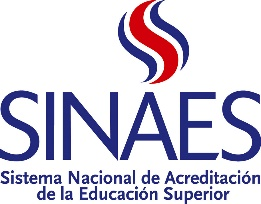 SINAES
Sistema Nacional de Acreditación
de la Educación Superior